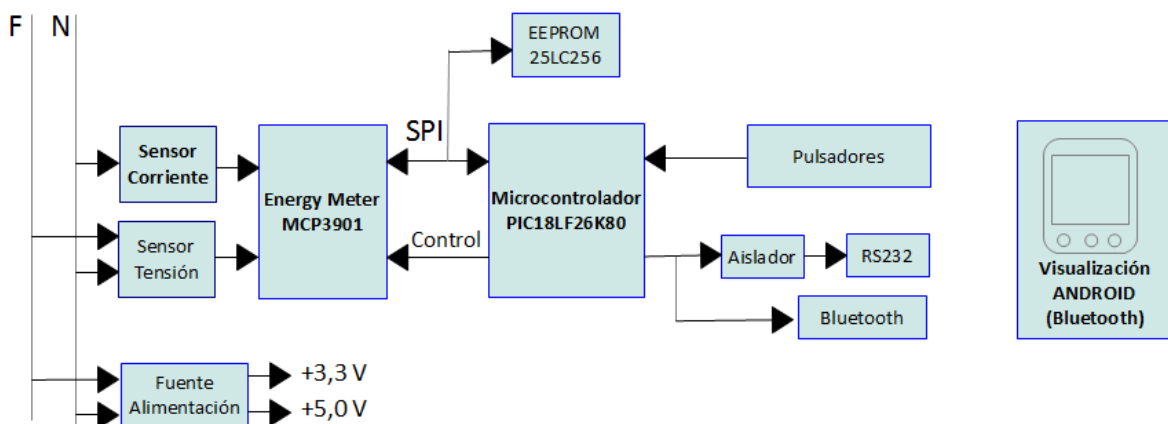 F
N
EEPROM
25LC256
SPI
Sensor
Corriente
Energy Meter
MCP3901
Microcontrolador
PIC18LF26K80
Pulsadores
Control
Sensor
Tensión
Aislador
RS232
Bluetooth
Visualización
ANDROID
(Bluetooth)
Fuente
Alimentación
+3,3 V
+5,0 V